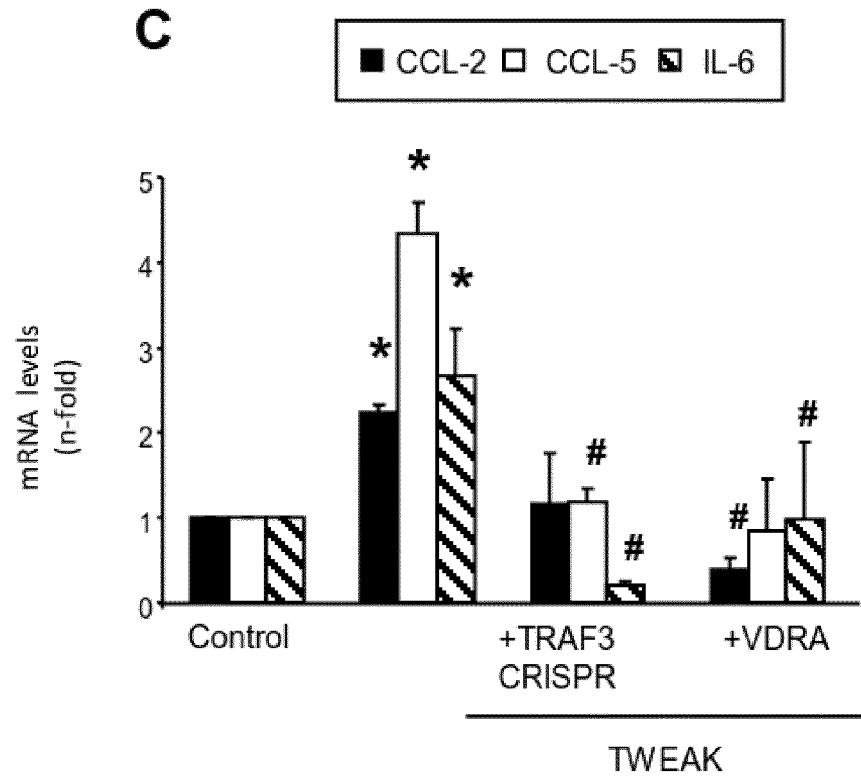 C
CCL-2 CCL-5 IL-6
mRNA levels
(n-fold)
5
4
3
2
1
0
*
*
*
#
#
#
#
Control
+TRAF3
CRISPR
+VDRA
TWEAK